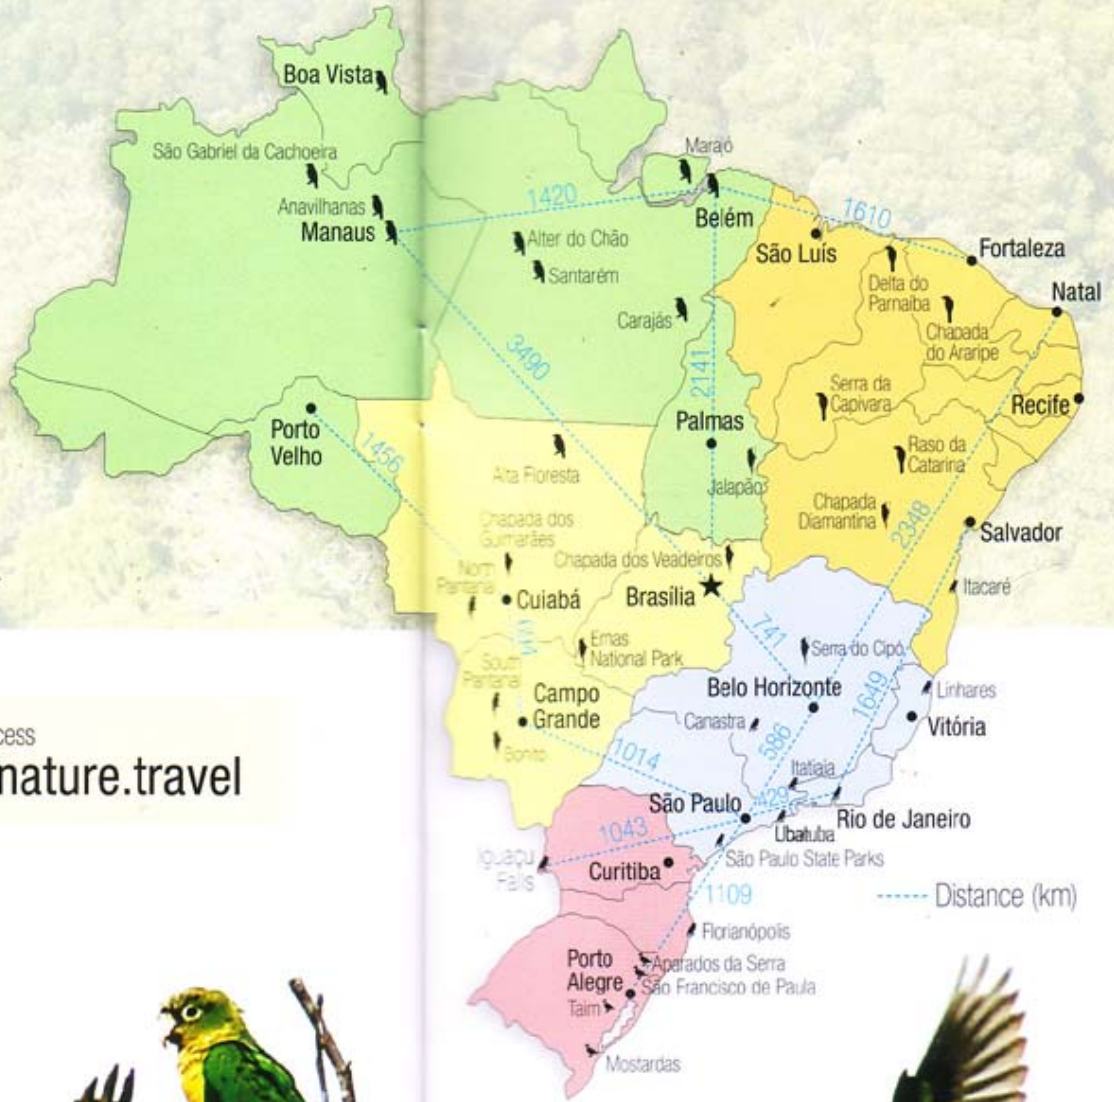 Boa Vista
São Gabriel da Cachoeira
Marajó
Anavilhanas
Manaus
1420
Belém
1610
Alter do Chão
Santarém
São Luís
Fortaleza
Delta do
Parnaíba
Natal
Carajás
Chapada
do Araripe
3490
2141
Serra da
Capivara
Recife
Porto
Velho
1456
Palmas
Alta Floresta
Jalapão
Raso da
Catarina
Chapada
Diamantina
2348
Salvador
Chapada dos
Guimarães
Chapada dos Veadeiros
North
Pantanal
Cuiabá
Brasília
Itacaré
741
Emas
National Park
Serra do Cipó
South
Pantanal
Campo
Grande
Belo Horizonte
1649
Linhares
Canastra
Vitória
Bonito
1014
586
Itatiaia
cess
nature.travel
São Paulo
429
Rio de Janeiro
Ubatuba
1043
São Paulo State Parks
Iguaçu
Falls
Curitiba
1109
Distance (km)
Florianópolis
Porto
Alegre
Aparados da Serra
São Francisco de Paula
Taim
Mostardas